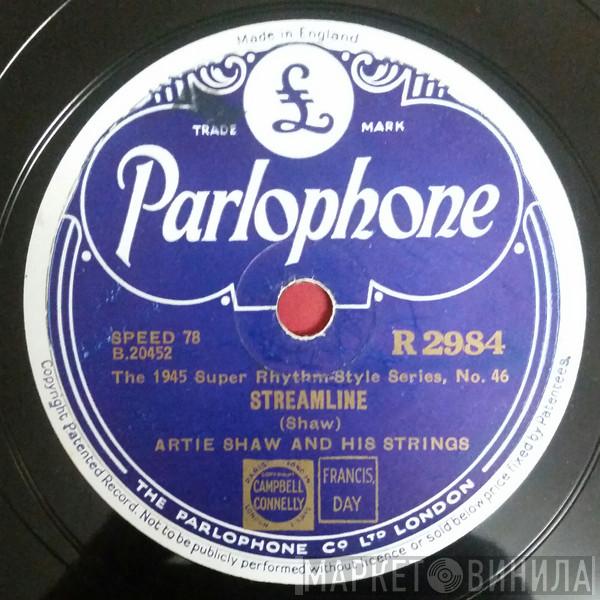 Made in England
£
TRADE MARK
Parlophone
SPEED 78
B.20452
R 2984
The 1945 Super Rhythm-Style Series, No. 46
STREAMLINE
(Shaw)
ARTIE SHAW AND HIS STRINGS
COPYRIGHT
CAMPBELL
CONNELLY
LONDON
FRANCIS,
DAY
THE PARLOPHONE Cº LTD LONDON
Copyright Patented Record. Not to be publicly performed without licence or sold below price fixed by Patentees.
МАРКЕТ ВИНИЛА